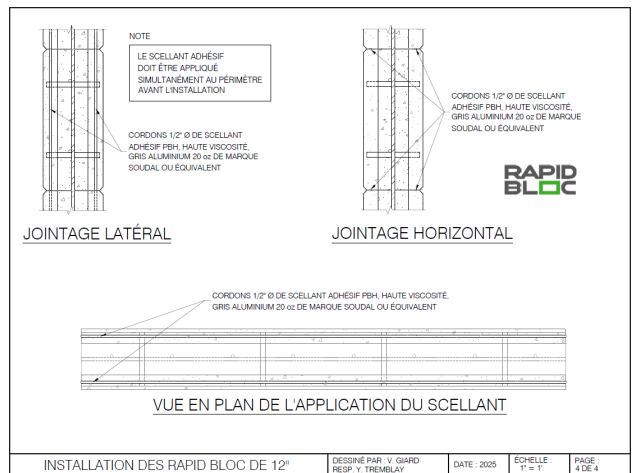 NOTE
LE SCELLANT ADHÉSIF
DOIT ÊTRE APPLIQUÉ
SIMULTANÉMENT AU PÉRIMÈTRE
AVANT L'INSTALLATION
CORDONS 1/2" Ø DE SCELLANT
ADHÉSIF PBH, HAUTE VISCOSITÉ,
GRIS ALUMINIUM 20 oz DE MARQUE
SOUDAL OU ÉQUIVALENT
JOINTAGE LATÉRAL
CORDONS 1/2" Ø DE SCELLANT
ADHÉSIF PBH, HAUTE VISCOSITÉ,
GRIS ALUMINIUM 20 oz DE MARQUE
SOUDAL OU ÉQUIVALENT
RAPID
BLOC
JOINTAGE HORIZONTAL
CORDONS 1/2" Ø DE SCELLANT ADHÉSIF PBH, HAUTE VISCOSITÉ,
GRIS ALUMINIUM 20 oz DE MARQUE SOUDAL OU ÉQUIVALENT
VUE EN PLAN DE L'APPLICATION DU SCELLANT
INSTALLATION DES RAPID BLOC DE 12"
DESSINÉ PAR : V. GIARD
RESP. Y. TREMBLAY
DATE : 2025
ÉCHELLE :
1" = 1'
PAGE :
4 DE 4